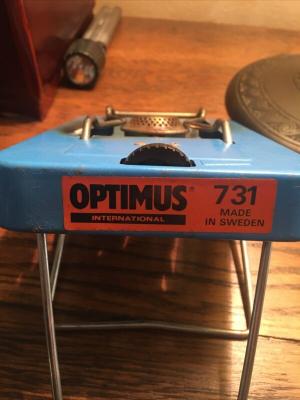 OPTIMUS®
INTERNATIONAL
731
MADE
IN SWEDEN